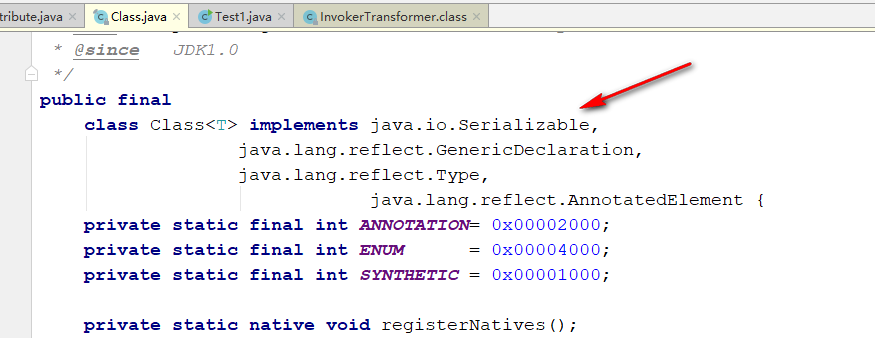 tribute.java × Class.java × Test1.java × InvokerTransformer.class ×
* @since   JDK1.0
*/
public final
    class Class<T> implements java.io.Serializable,
                  java.lang.reflect.GenericDeclaration,
                  java.lang.reflect.Type,
                              java.lang.reflect.AnnotatedElement {
    private static final int ANNOTATION= 0x00002000;
    private static final int ENUM      = 0x00004000;
    private static final int SYNTHETIC = 0x00001000;
    private static native void registerNatives();